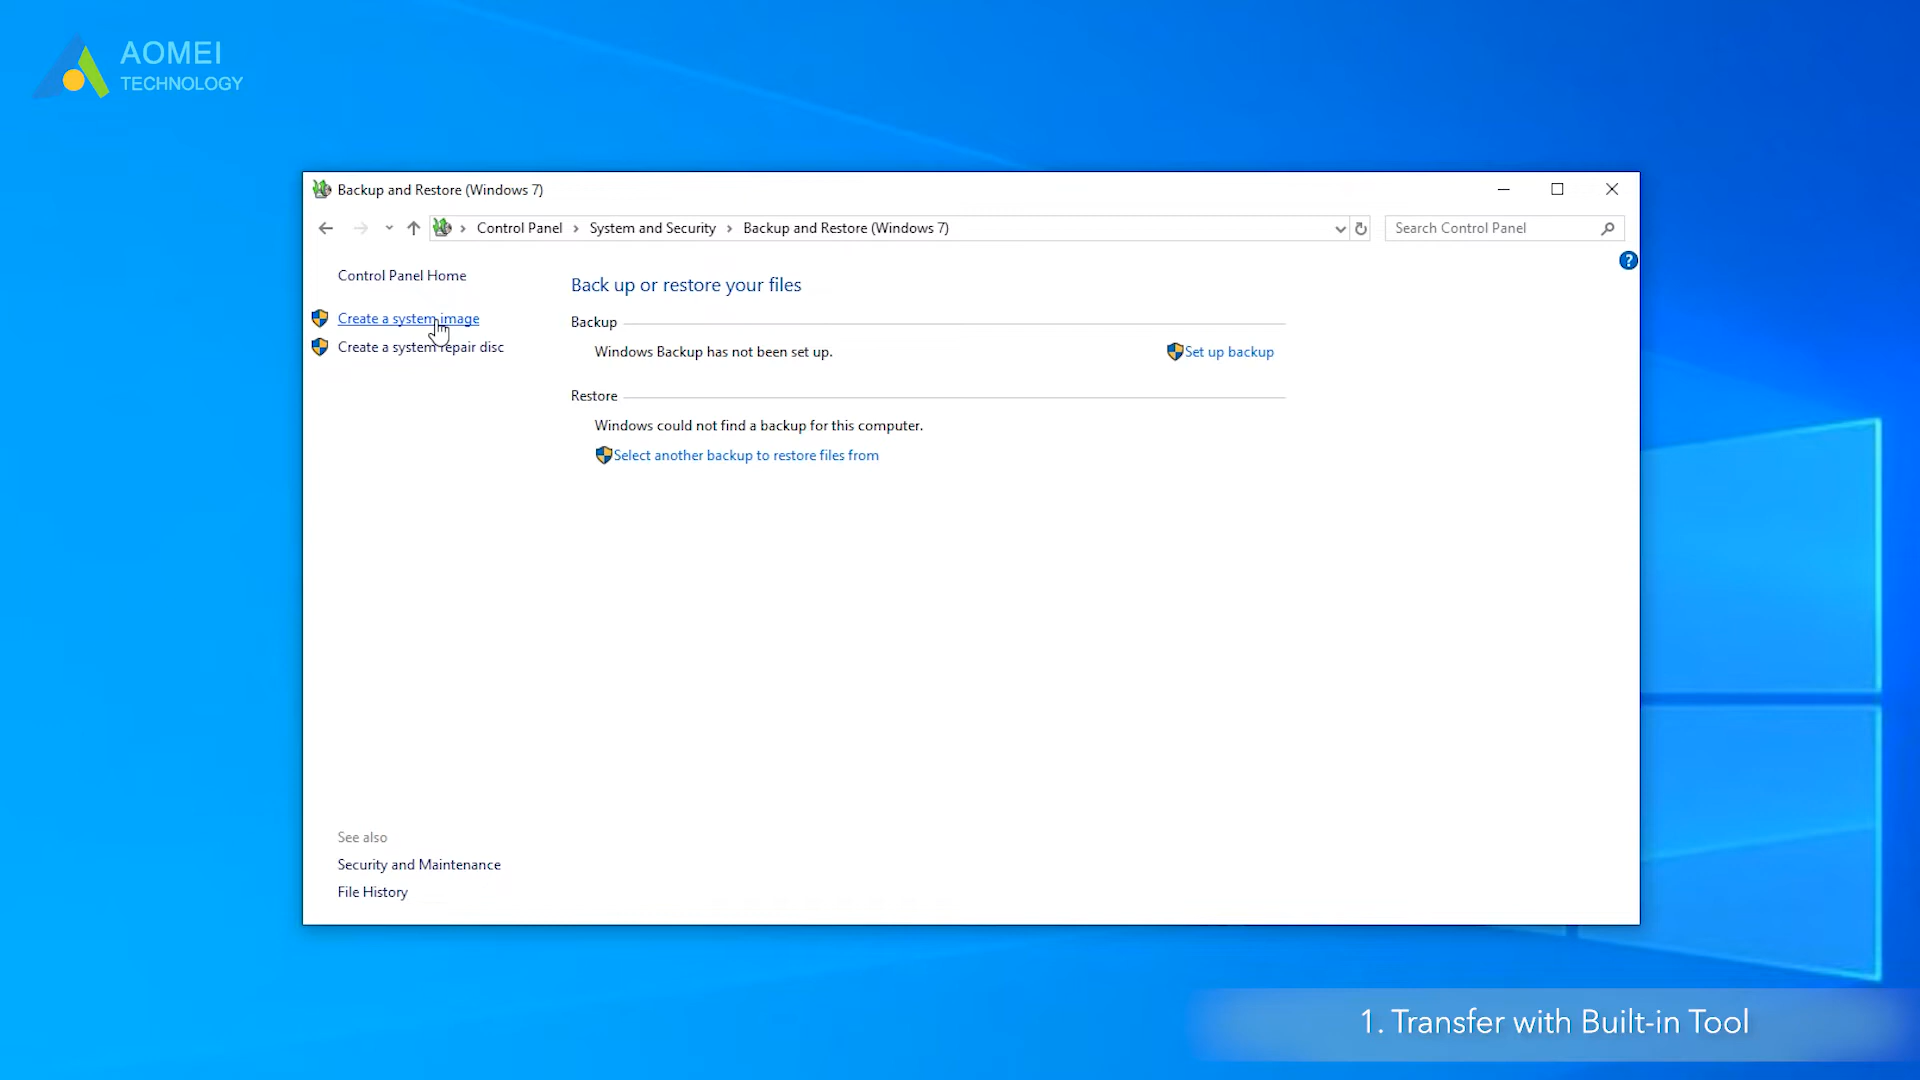 AOMEI
TECHNOLOGY
Backup and Restore (Windows 7)
Control Panel > System and Security > Backup and Restore (Windows 7)
Search Control Panel
?
Control Panel Home
Create a system image
Create a system repair disc
Back up or restore your files
Backup
Windows Backup has not been set up.
Set up backup
Restore
Windows could not find a backup for this computer.
Select another backup to restore files from
See also
Security and Maintenance
File History
1. Transfer with Built-in Tool